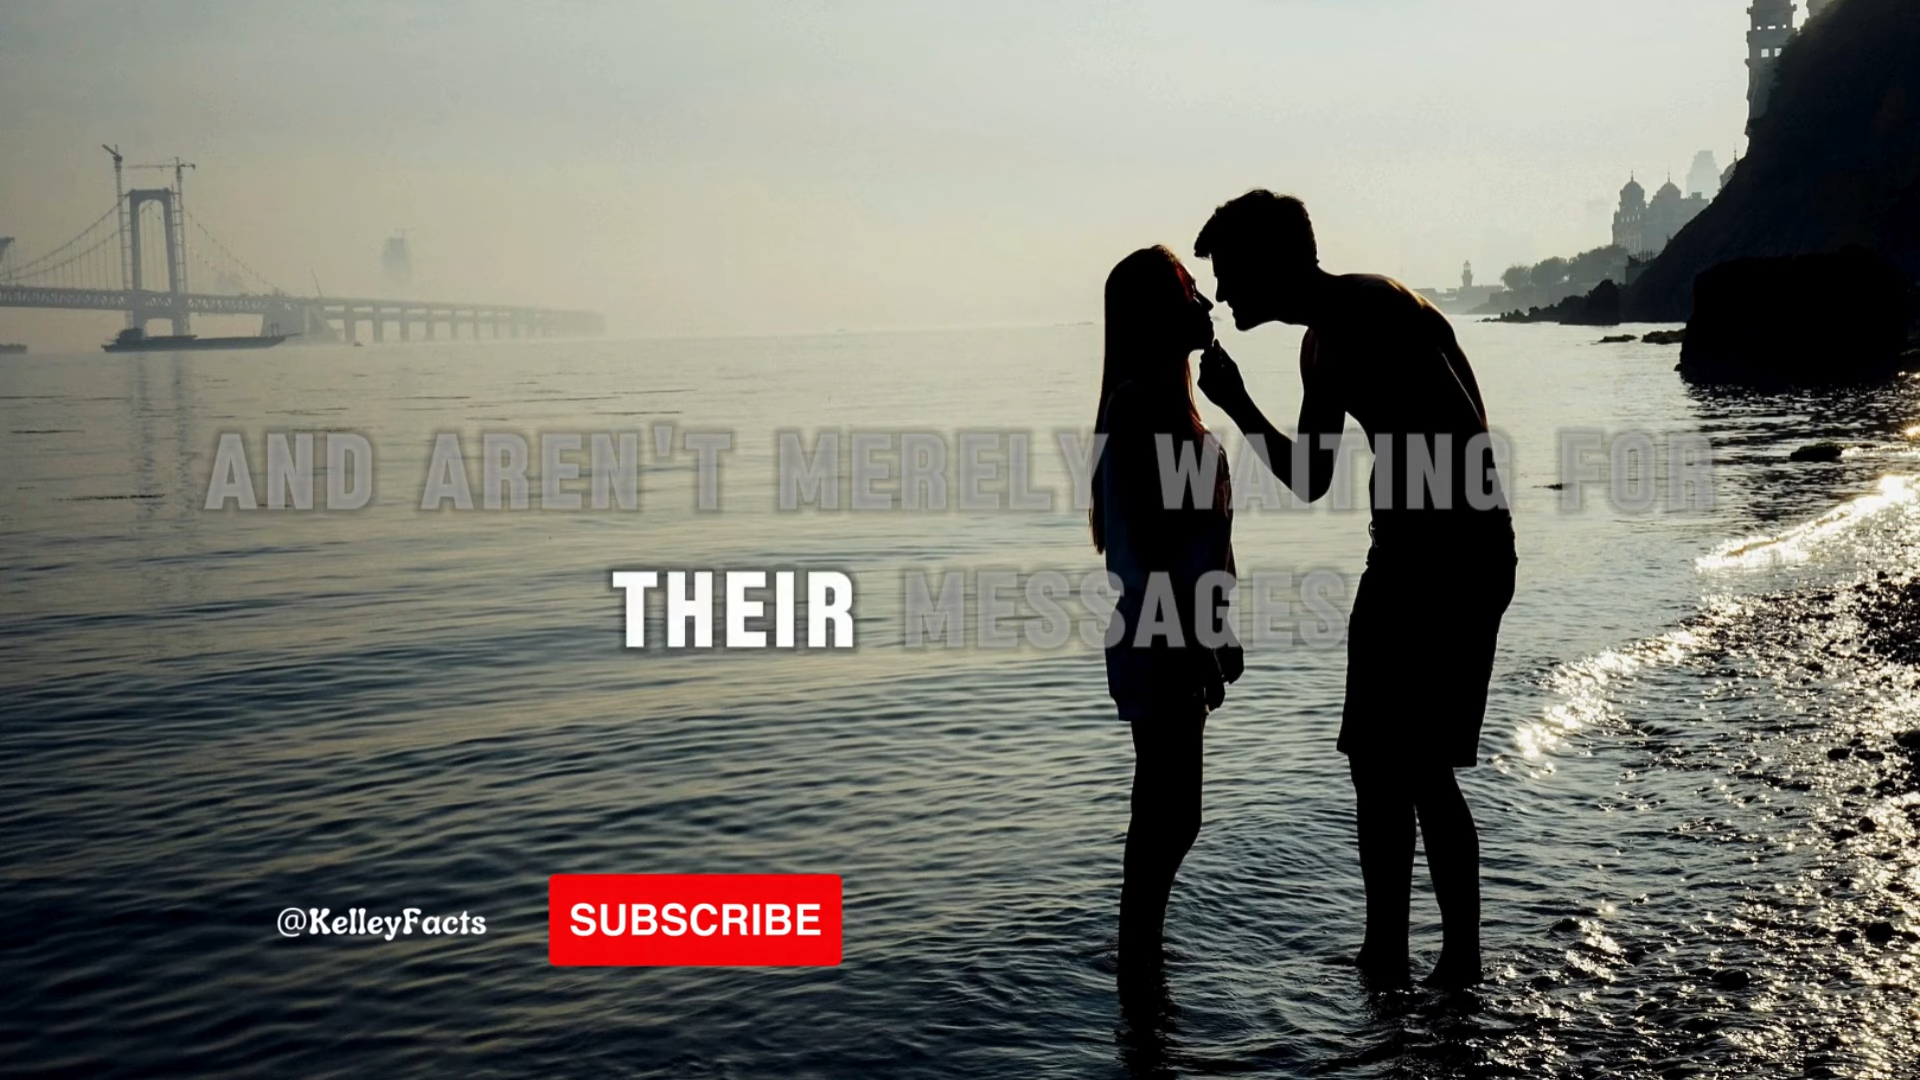 AND AREN'T MERELY WAITING FOR
THEIR MESSAGES
@KelleyFacts
SUBSCRIBE